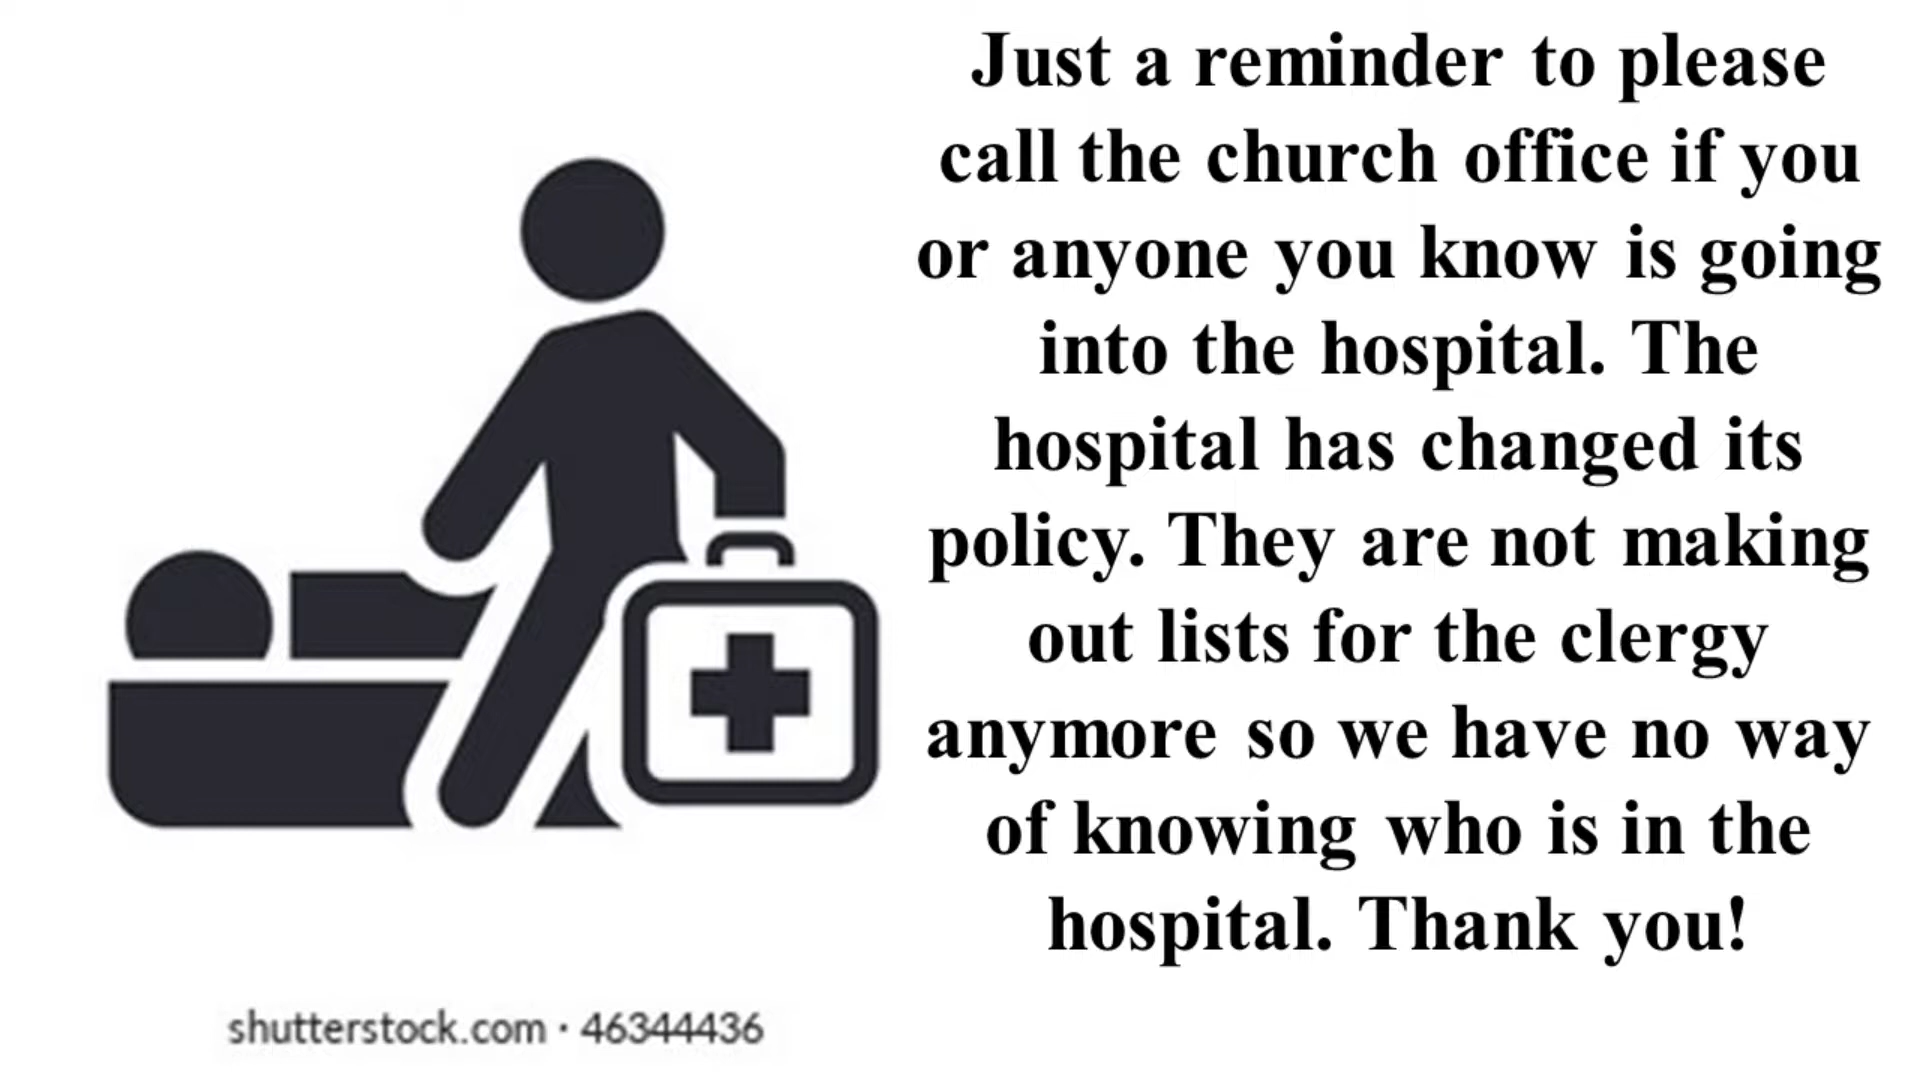 Just a reminder to please
call the church office if you
or anyone you know is going
into the hospital. The
hospital has changed its
policy. They are not making
out lists for the clergy
anymore so we have no way
of knowing who is in the
hospital. Thank you!
shutterstock.com · 46344436